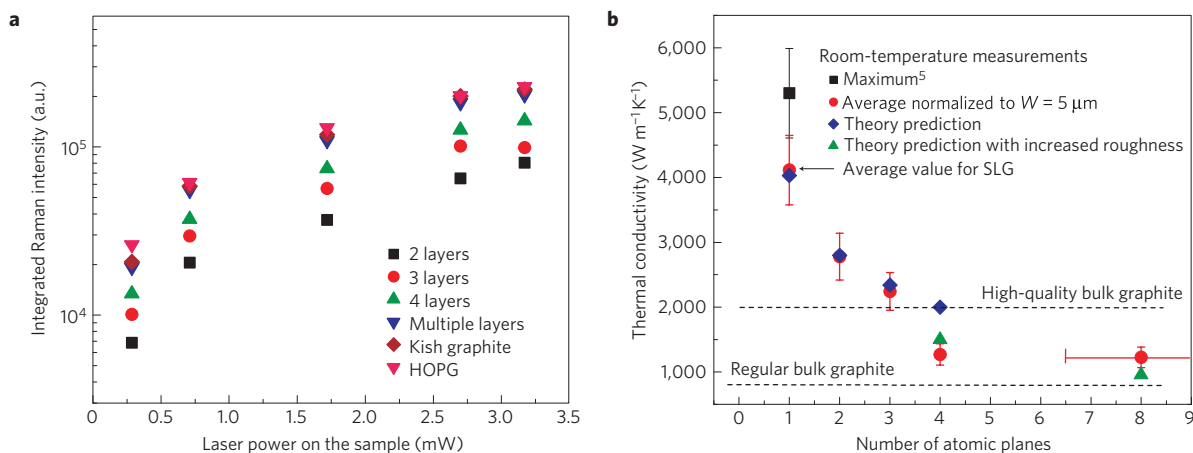 a
Integrated Raman intensity (a.u.)
10⁵
10⁴
2 layers
3 layers
4 layers
Multiple layers
Kish graphite
HOPG
0 0.5 1.0 1.5 2.0 2.5 3.0 3.5
Laser power on the sample (mW)
b
Thermal conductivity (W m⁻¹ K⁻¹)
6,000
5,000
4,000
3,000
2,000
1,000
Room-temperature measurements
Maximum⁵
Average normalized to W = 5 μm
Theory prediction
Theory prediction with increased roughness
Average value for SLG
High-quality bulk graphite
Regular bulk graphite
0 1 2 3 4 5 6 7 8 9
Number of atomic planes